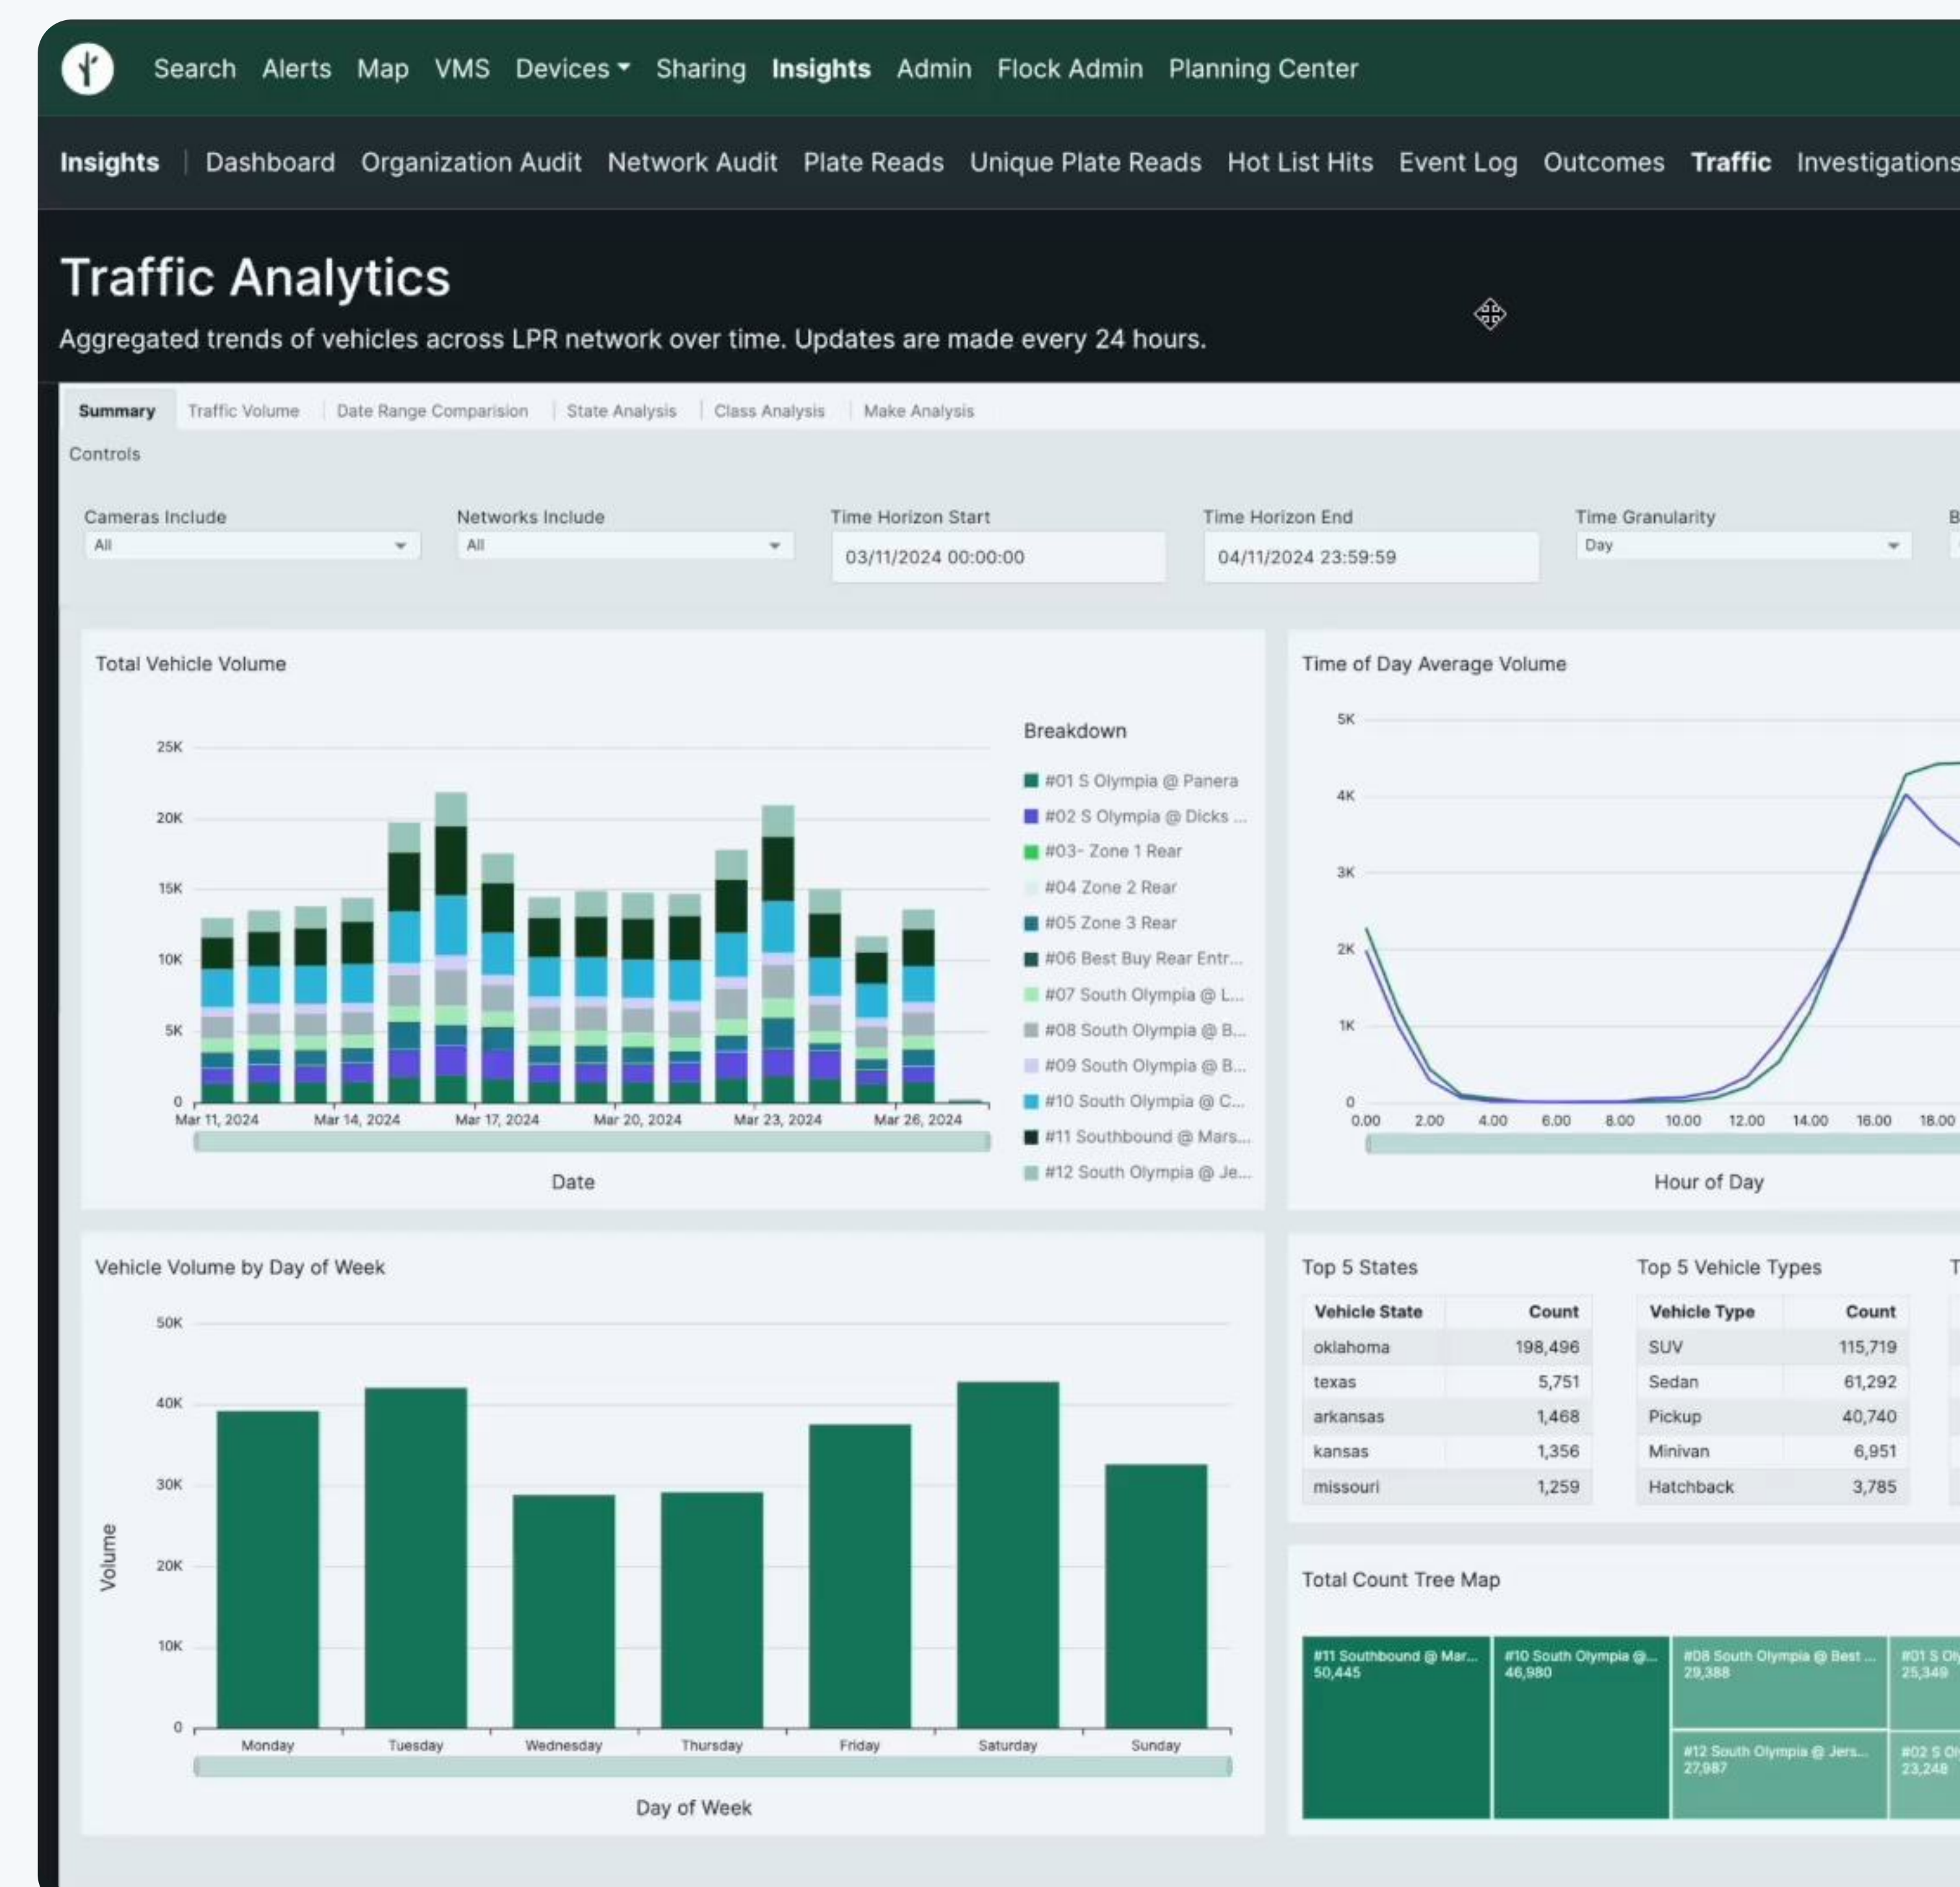 Search Alerts Map VMS Devices Sharing Insights Admin Flock Admin Planning Center
Insights | Dashboard Organization Audit Network Audit Plate Reads Unique Plate Reads Hot List Hits Event Log Outcomes Traffic Investigations
Traffic Analytics
Aggregated trends of vehicles across LPR network over time. Updates are made every 24 hours.
Summary Traffic Volume Date Range Comparision State Analysis Class Analysis Make Analysis
Controls
Cameras Include
All
Networks Include
All
Time Horizon Start
03/11/2024 00:00:00
Time Horizon End
04/11/2024 23:59:59
Time Granularity
Day
B
Total Vehicle Volume
25K
20K
15K
10K
5K
0
Mar 11, 2024 Mar 14, 2024 Mar 17, 2024 Mar 20, 2024 Mar 23, 2024 Mar 26, 2024
Date
Breakdown
#01 S Olympia @ Panera
#02 S Olympia @ Dicks ...
#03- Zone 1 Rear
#04 Zone 2 Rear
#05 Zone 3 Rear
#06 Best Buy Rear Entr...
#07 South Olympia @ L...
#08 South Olympia @ B...
#09 South Olympia @ B...
#10 South Olympia @ C...
#11 Southbound @ Mars...
#12 South Olympia @ Je...
Time of Day Average Volume
5K
4K
3K
2K
1K
0
0.00 2.00 4.00 6.00 8.00 10.00 12.00 14.00 16.00 18.00
Hour of Day
Vehicle Volume by Day of Week
50K
40K
30K
20K
10K
0
Volume
Monday Tuesday Wednesday Thursday Friday Saturday Sunday
Day of Week
Top 5 States
Vehicle State Count
oklahoma 198,496
texas 5,751
arkansas 1,468
kansas 1,356
missouri 1,259
Top 5 Vehicle Types
Vehicle Type Count
SUV 115,719
Sedan 61,292
Pickup 40,740
Minivan 6,951
Hatchback 3,785
T
Total Count Tree Map
#11 Southbound @ Mar...
50,445
#10 South Olympia @...
46,980
#08 South Olympia @ Best ...
29,388
#01 S Oly
25,349
#12 South Olympia @ Jers...
27,987
#02 S Ol
23,248